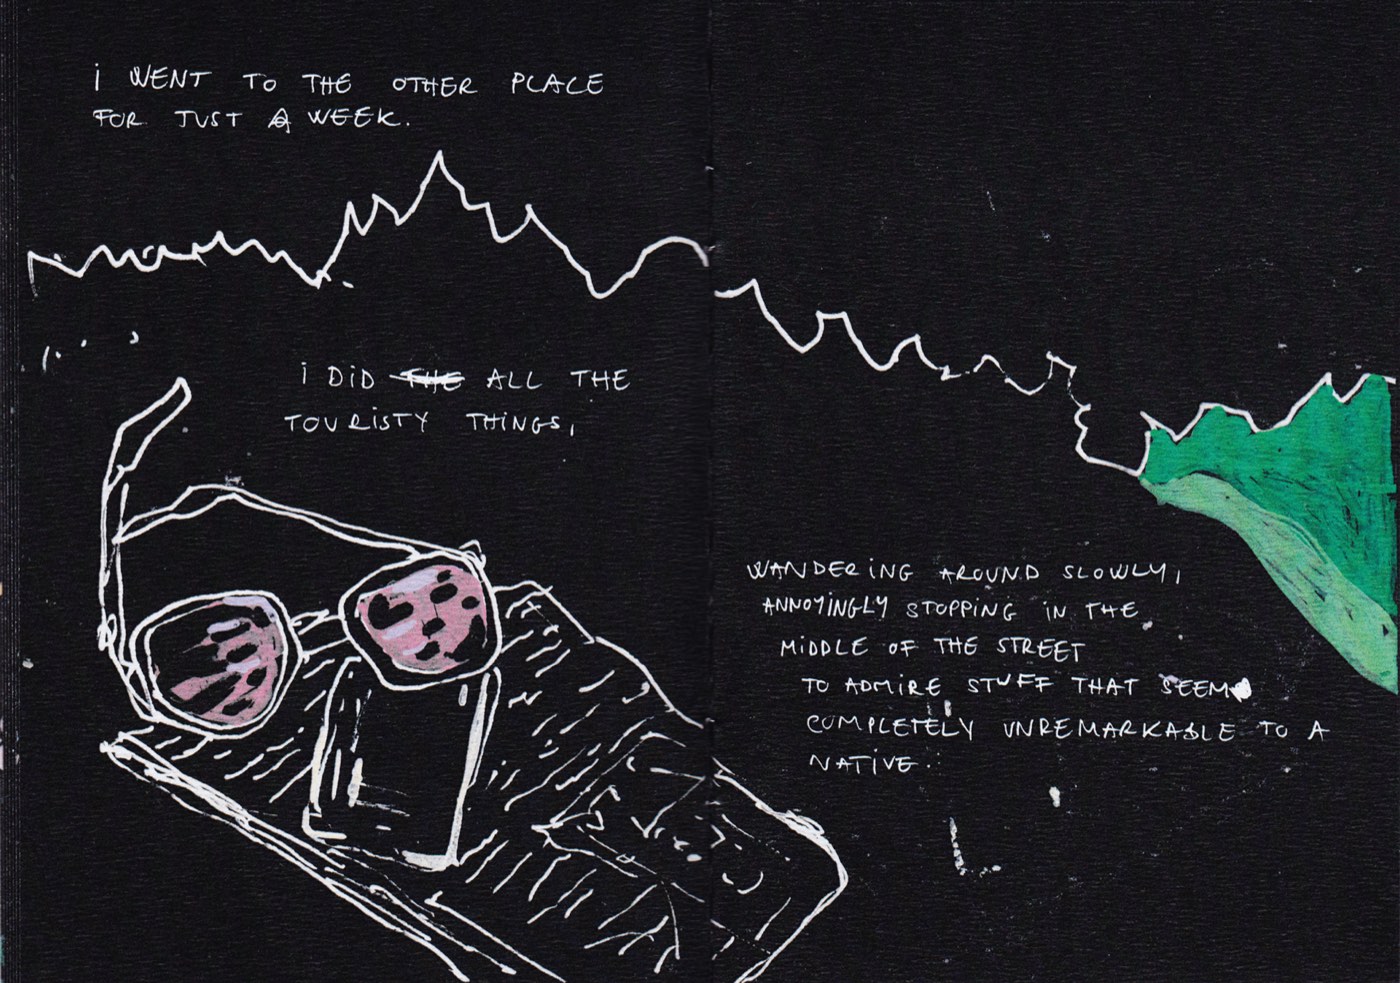 i WENT TO THE OTHER PLACE
FOR JUST A WEEK.
i DiD THE ALL THE
TOURiSTY THiNGS,
WANDERiNG AROUND SLOWLY,
ANNOYiNGLY STOPPING iN THE
MiDDLE OF THE STREET
TO ADMiRE STUFF THAT SEEMS
COMPLETELY UNREMARKABLE TO A
NATiVE.